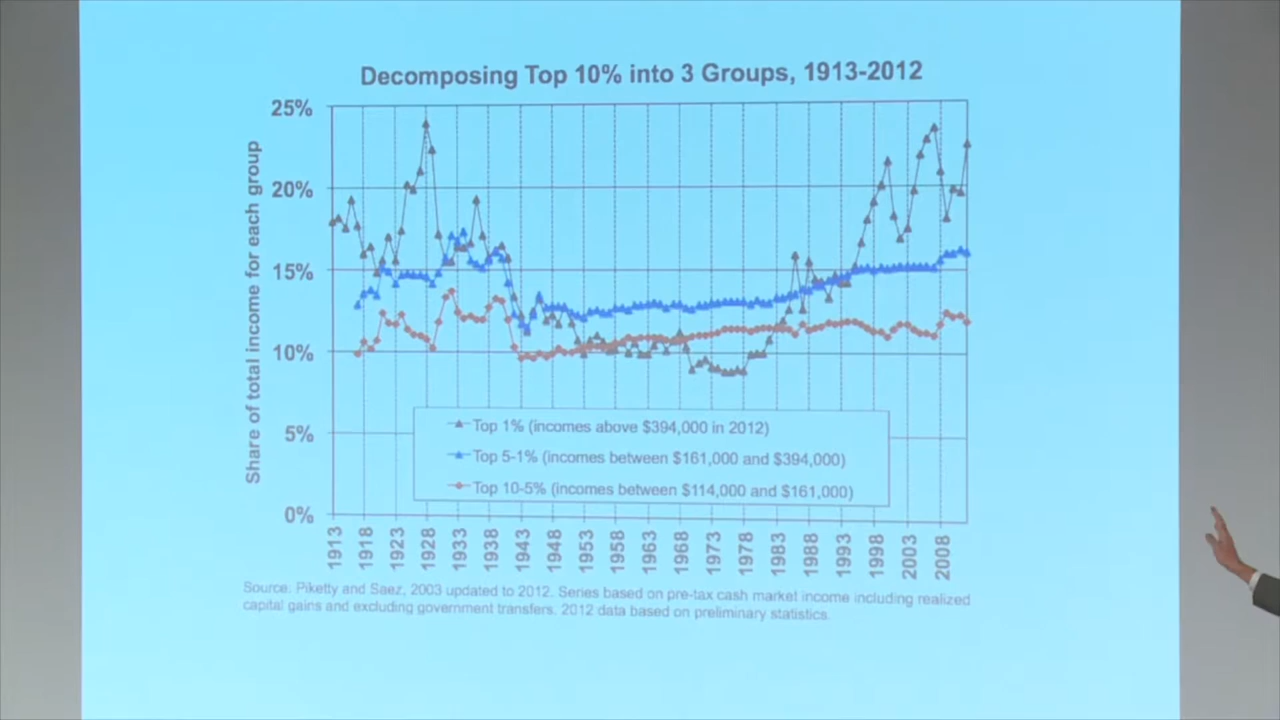 Decomposing Top 10% into 3 Groups, 1913-2012
Share of total income for each group
25%
20%
15%
10%
5%
0%
Top 1% (incomes above $394,000 in 2012)
Top 5-1% (incomes between $161,000 and $394,000)
Top 10-5% (incomes between $114,000 and $161,000)
1913 1918 1923 1928 1933 1938 1943 1948 1953 1958 1963 1968 1973 1978 1983 1988 1993 1998 2003 2008
Source: Piketty and Saez, 2003 updated to 2012. Series based on pre-tax cash market income including realized
capital gains and excluding government transfers. 2012 data based on preliminary statistics.